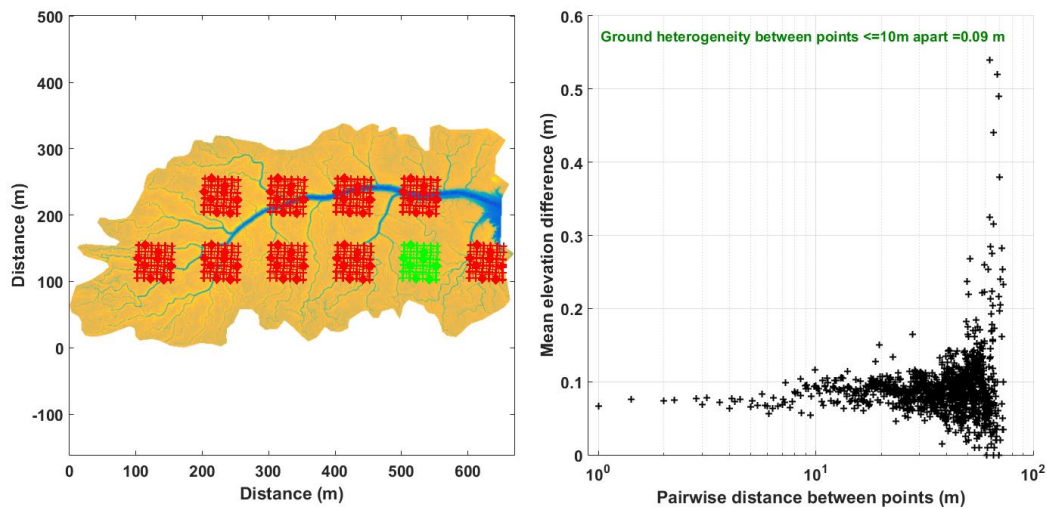 500
400
300
200
100
0
-100
0 100 200 300 400 500 600
Distance (m)
Distance (m)
Ground heterogeneity between points <=10m apart =0.09 m
0.6
0.5
0.4
0.3
0.2
0.1
0
10^0 10^1 10^2
Mean elevation difference (m)
Pairwise distance between points (m)